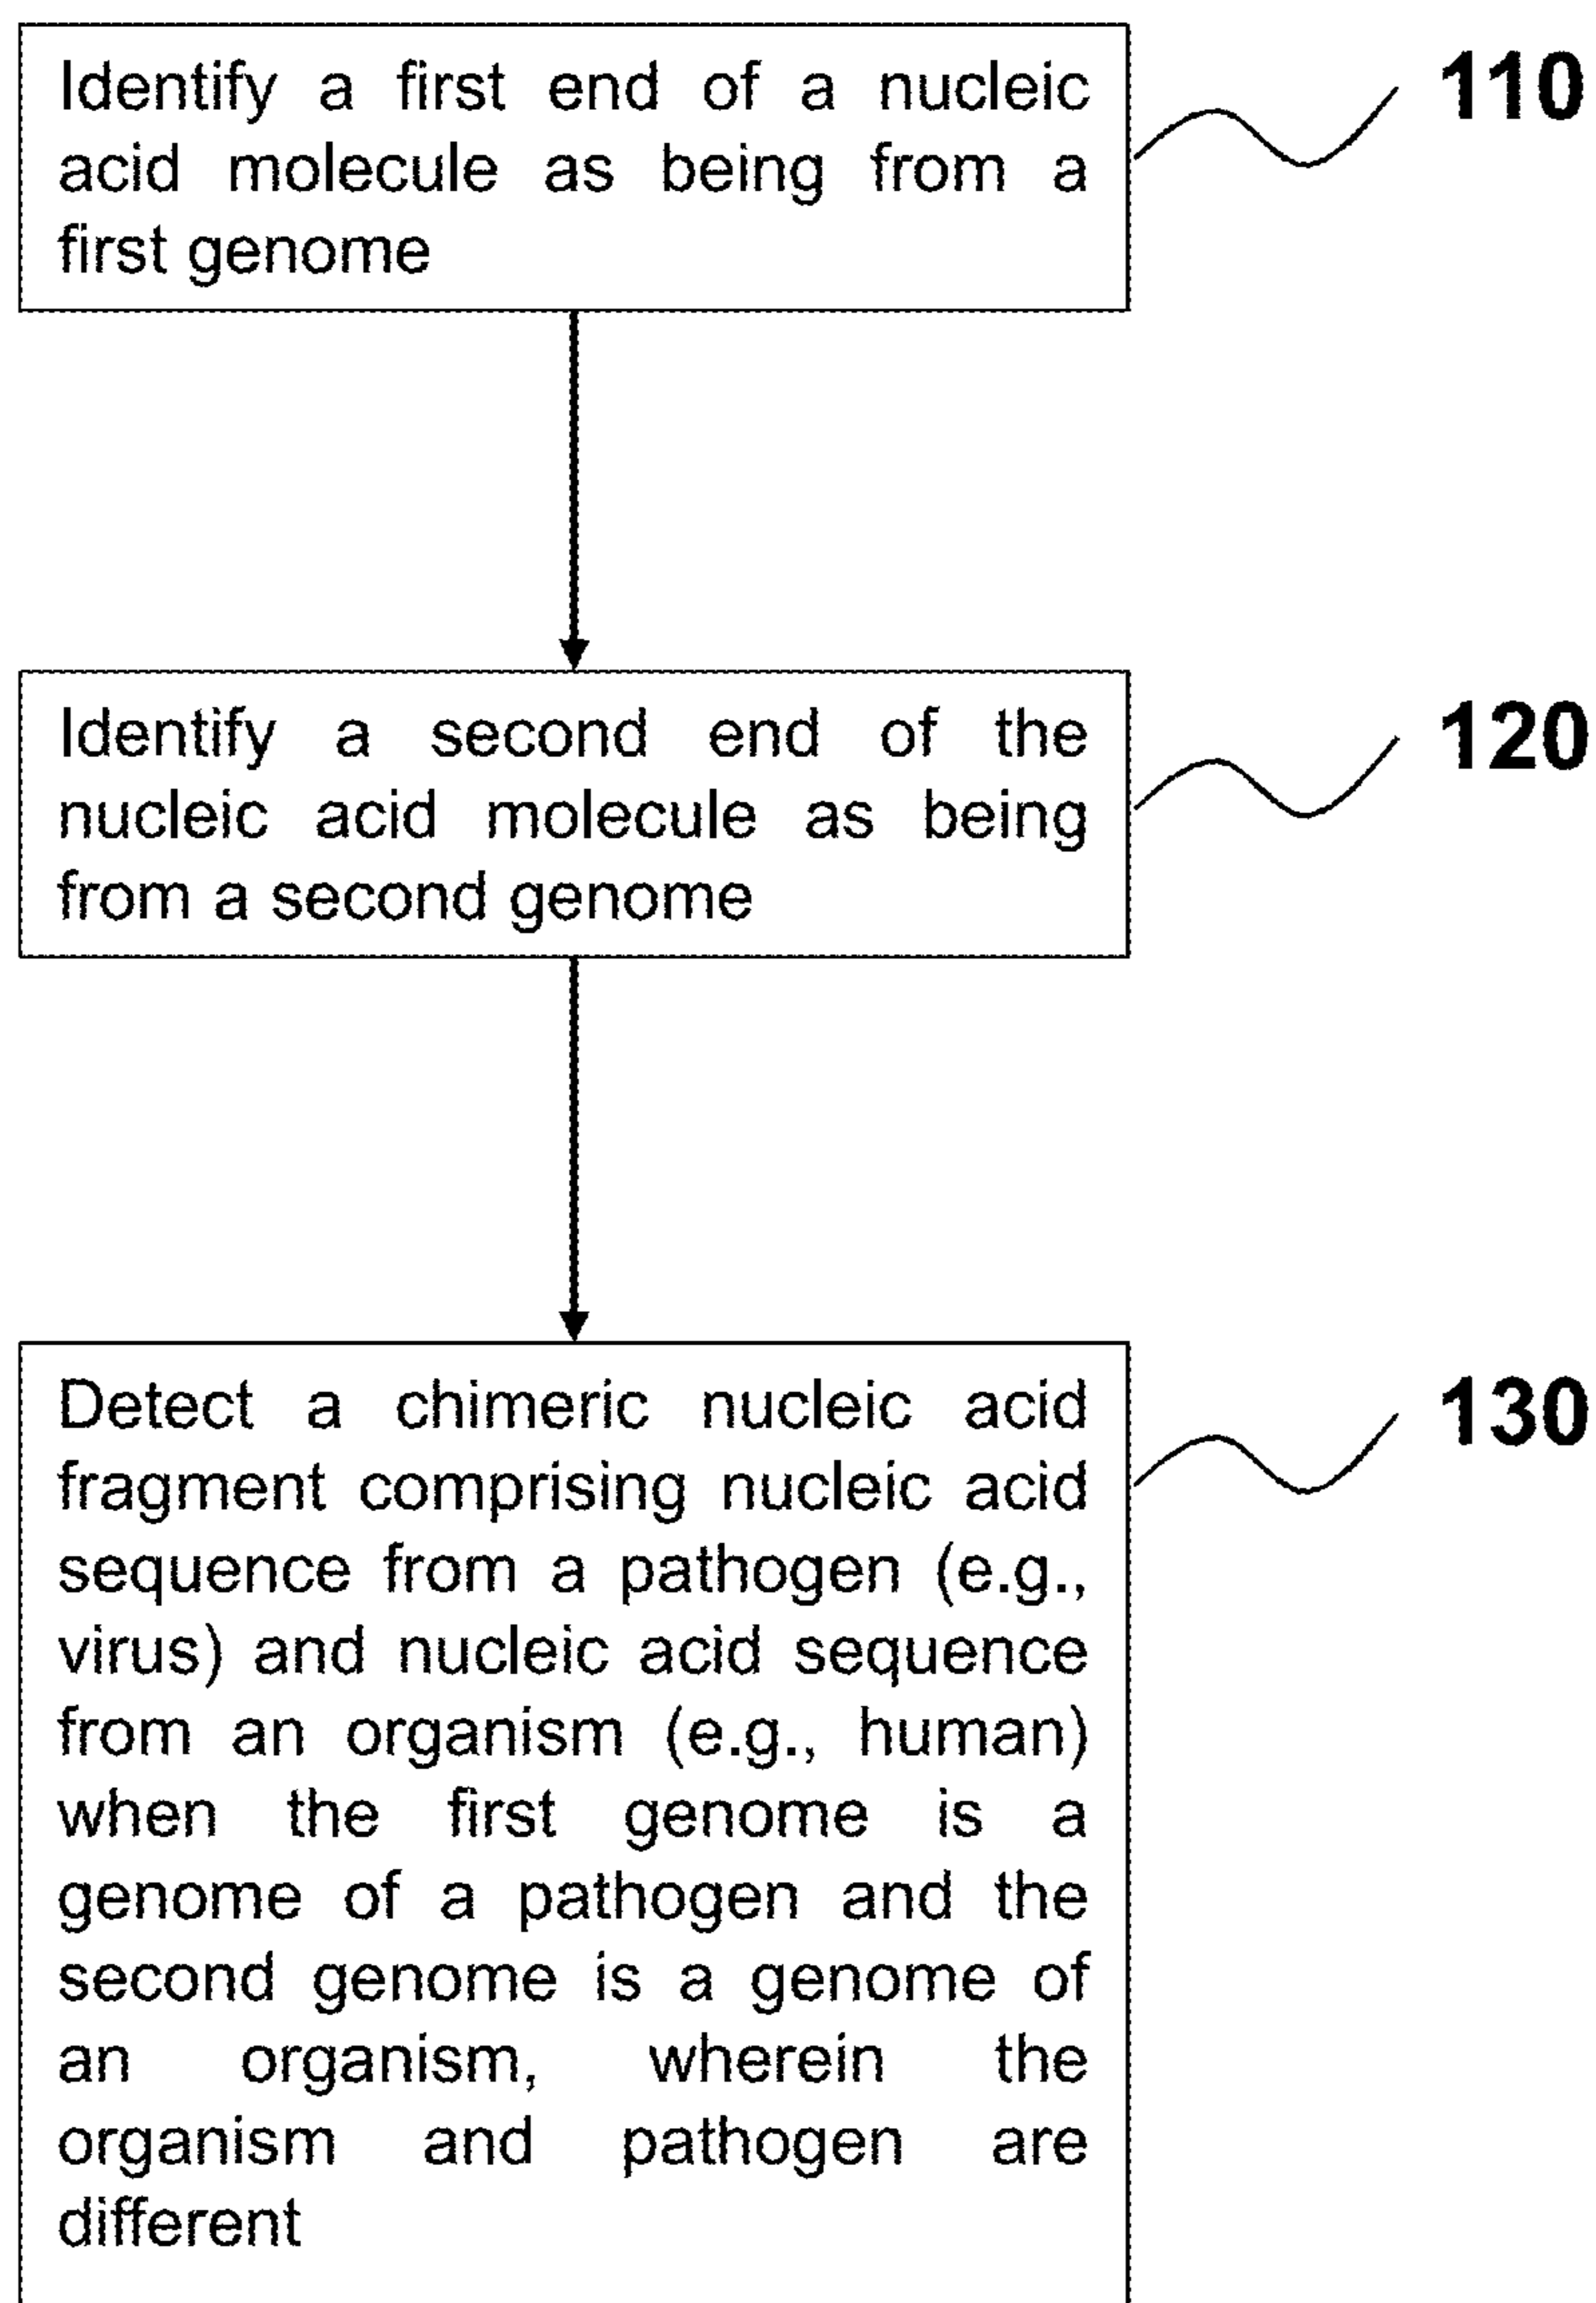 Identify a first end of a nucleic
acid molecule as being from a
first genome
110
Identify a second end of the
nucleic acid molecule as being
from a second genome
120
Detect a chimeric nucleic acid
fragment comprising nucleic acid
sequence from a pathogen (e.g.,
virus) and nucleic acid sequence
from an organism (e.g., human)
when the first genome is a
genome of a pathogen and the
second genome is a genome of
an organism, wherein the
organism and pathogen are
different
130